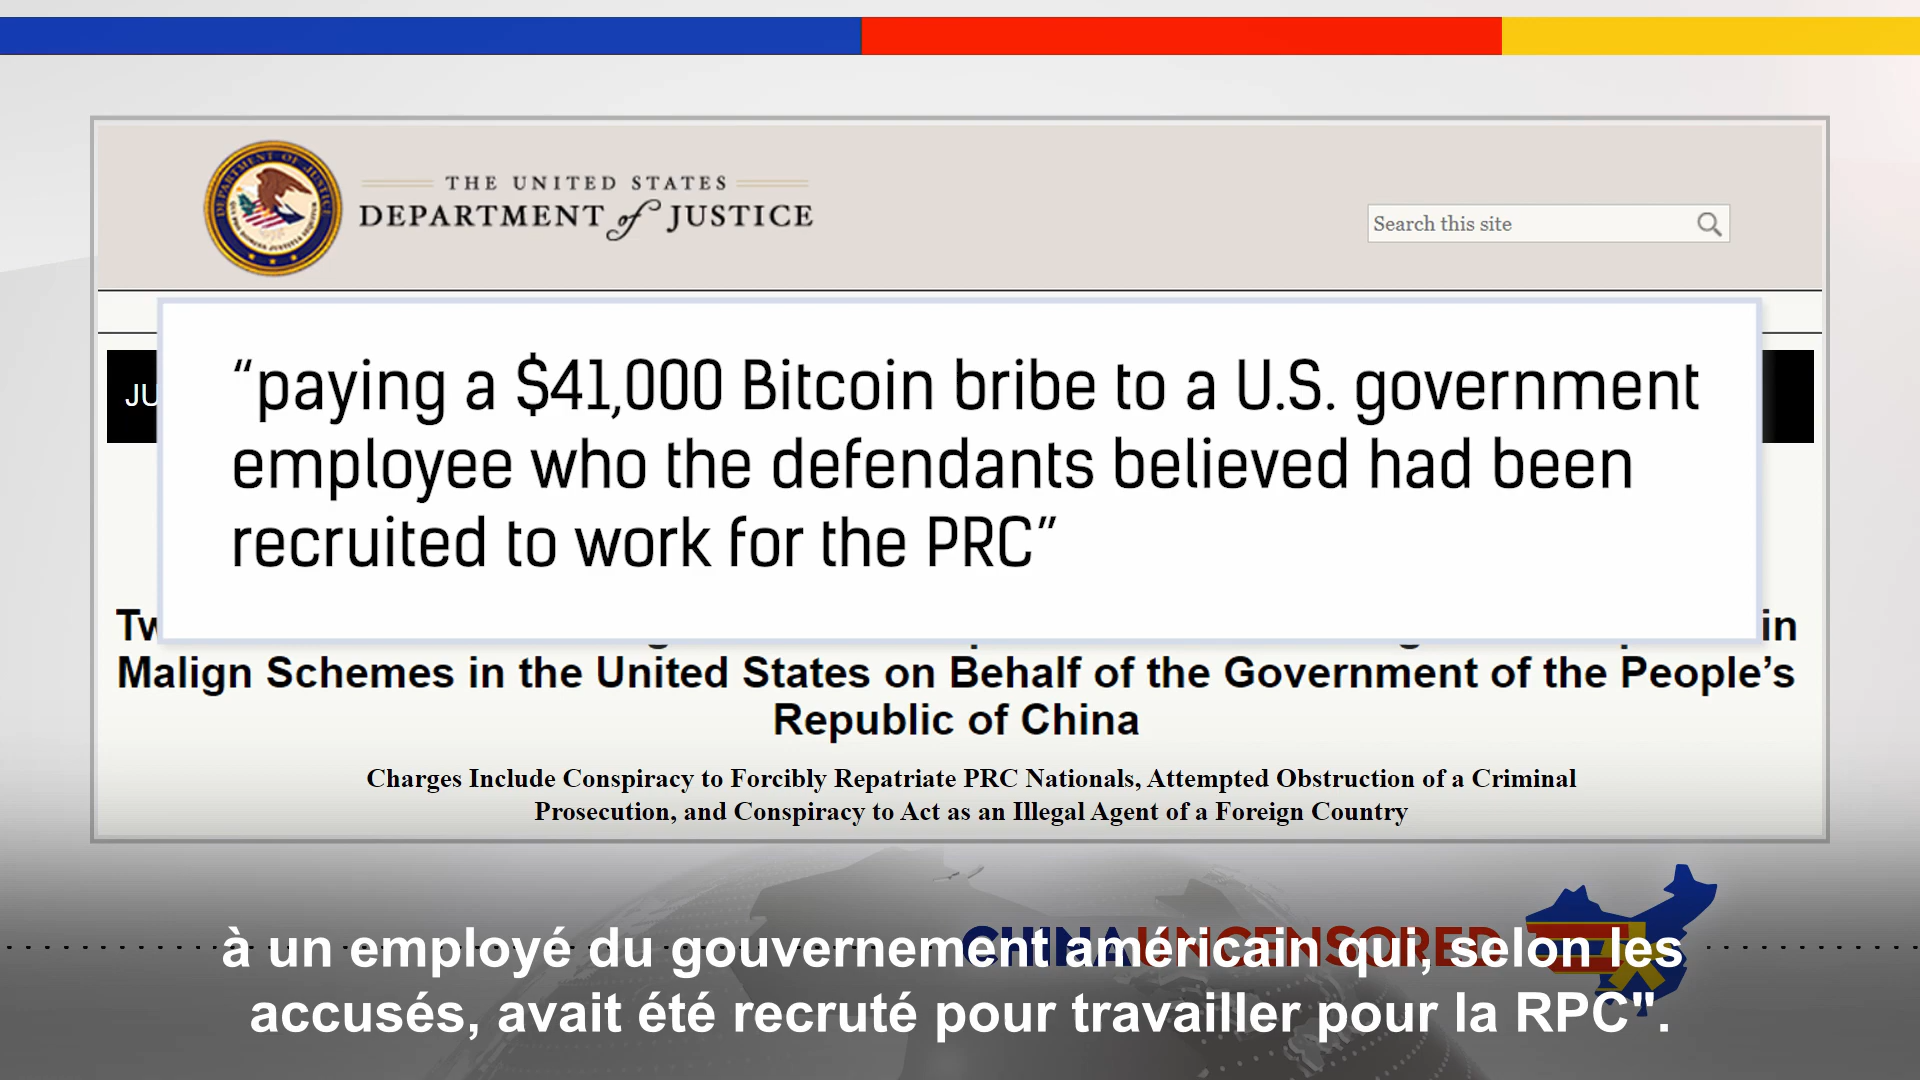 THE UNITED STATES
DEPARTMENT of JUSTICE
Search this site
JU
“paying a $41,000 Bitcoin bribe to a U.S. government
employee who the defendants believed had been
recruited to work for the PRC”
in
Malign Schemes in the United States on Behalf of the Government of the People’s
Republic of China
Charges Include Conspiracy to Forcibly Repatriate PRC Nationals, Attempted Obstruction of a Criminal
Prosecution, and Conspiracy to Act as an Illegal Agent of a Foreign Country
CHINA UNCENSORED
à un employé du gouvernement américain qui, selon les
accusés, avait été recruté pour travailler pour la RPC".